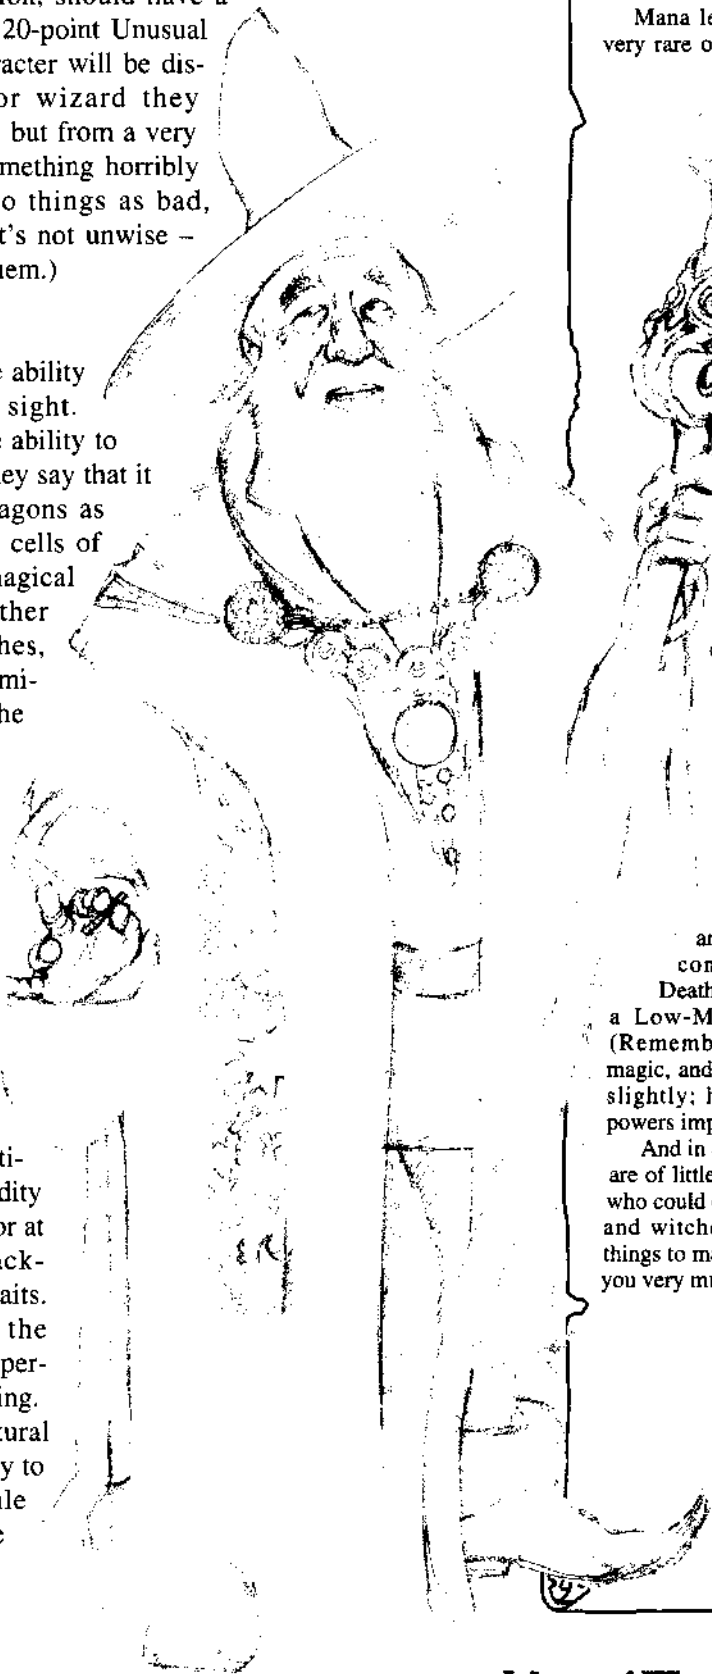 20-point Unusual
racter will be dis-
or wizard they
but from a very
mething horribly
o things as bad,
t's not unwise –
ability
sight.
ability to
ey say that it
agons as
cells of
magical
ther
hes,
mi-
he
ti-
dity
or at
ack-
aits.
the
per-
ing.
tural
y to
Mana le
very rare o
ar
con
Death
a Low-M
(Rememb
magic, and
slightly; h
powers imp
And in
are of little
who could
and witche
things to ma
you very mu